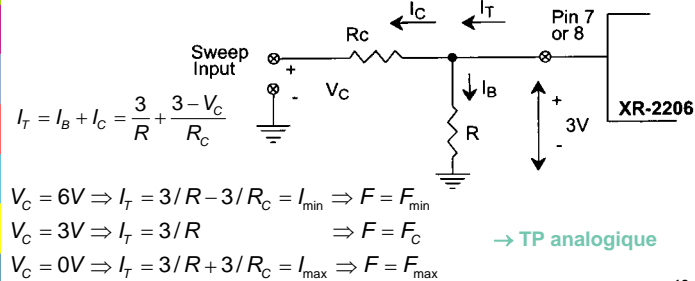 I_C I_T Pin 7
or 8
Rc
Sweep
Input
+
-
V_C
I_B
R
+
3V
-
XR-2206
I_T = I_B + I_C = 3/R + (3 − V_C)/R_C
V_C = 6V ⇒ I_T = 3/R − 3/R_C = I_min ⇒ F = F_min
V_C = 3V ⇒ I_T = 3/R ⇒ F = F_C
→ TP analogique
V_C = 0V ⇒ I_T = 3/R + 3/R_C = I_max ⇒ F = F_max